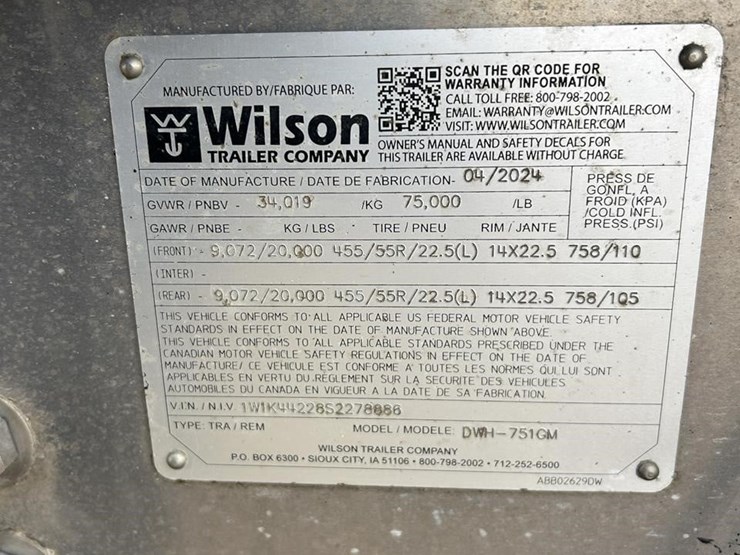 MANUFACTURED BY/FABRIQUE PAR:
Wilson
TRAILER COMPANY
SCAN THE QR CODE FOR
WARRANTY INFORMATION
CALL TOLL FREE: 800-798-2002
EMAIL: WARRANTY@WILSONTRAILER.COM
VISIT: WWW.WILSONTRAILER.COM
OWNER'S MANUAL AND SAFETY DECALS FOR
THIS TRAILER ARE AVAILABLE WITHOUT CHARGE
DATE OF MANUFACTURE / DATE DE FABRICATION- 04/2024
GVWR / PNBV - 34,019 /KG 75,000 /LB
PRESS DE
GONFL, A
FROID (KPA)
/COLD INFL.
PRESS.(PSI)
GAWR / PNBE - KG / LBS TIRE / PNEU RIM / JANTE
(FRONT) - 9,072/20,000 455/55R/22.5(L) 14X22.5 758/110
(INTER) -
(REAR) - 9,072/20,000 455/55R/22.5(L) 14X22.5 758/105
THIS VEHICLE CONFORMS TO ALL APPLICABLE US FEDERAL MOTOR VEHICLE SAFETY
STANDARDS IN EFFECT ON THE DATE OF MANUFACTURE SHOWN ABOVE.
THIS VEHICLE CONFORMS TO ALL APPLICABLE STANDARDS PRESCRIBED UNDER THE
CANADIAN MOTOR VEHICLE SAFETY REGULATIONS IN EFFECT ON THE DATE OF
MANUFACTURE/ CE VEHICULE EST CONFORME A TOUTES LES NORMES QUI LUI SONT
APPLICABLES EN VERTU DU REGLEMENT SUR LA SECURITE DES VEHICULES
AUTOMOBILES DU CANADA EN VIGUEUR A LA DATE DE SA FABRICATION.
V.I.N. / N.I.V.
TYPE: TRA / REM MODEL / MODELE: DWH-751GM
WILSON TRAILER COMPANY
P.O. BOX 6300 • SIOUX CITY, IA 51106 • 800-798-2002 • 712-252-6500
ABB02629DW